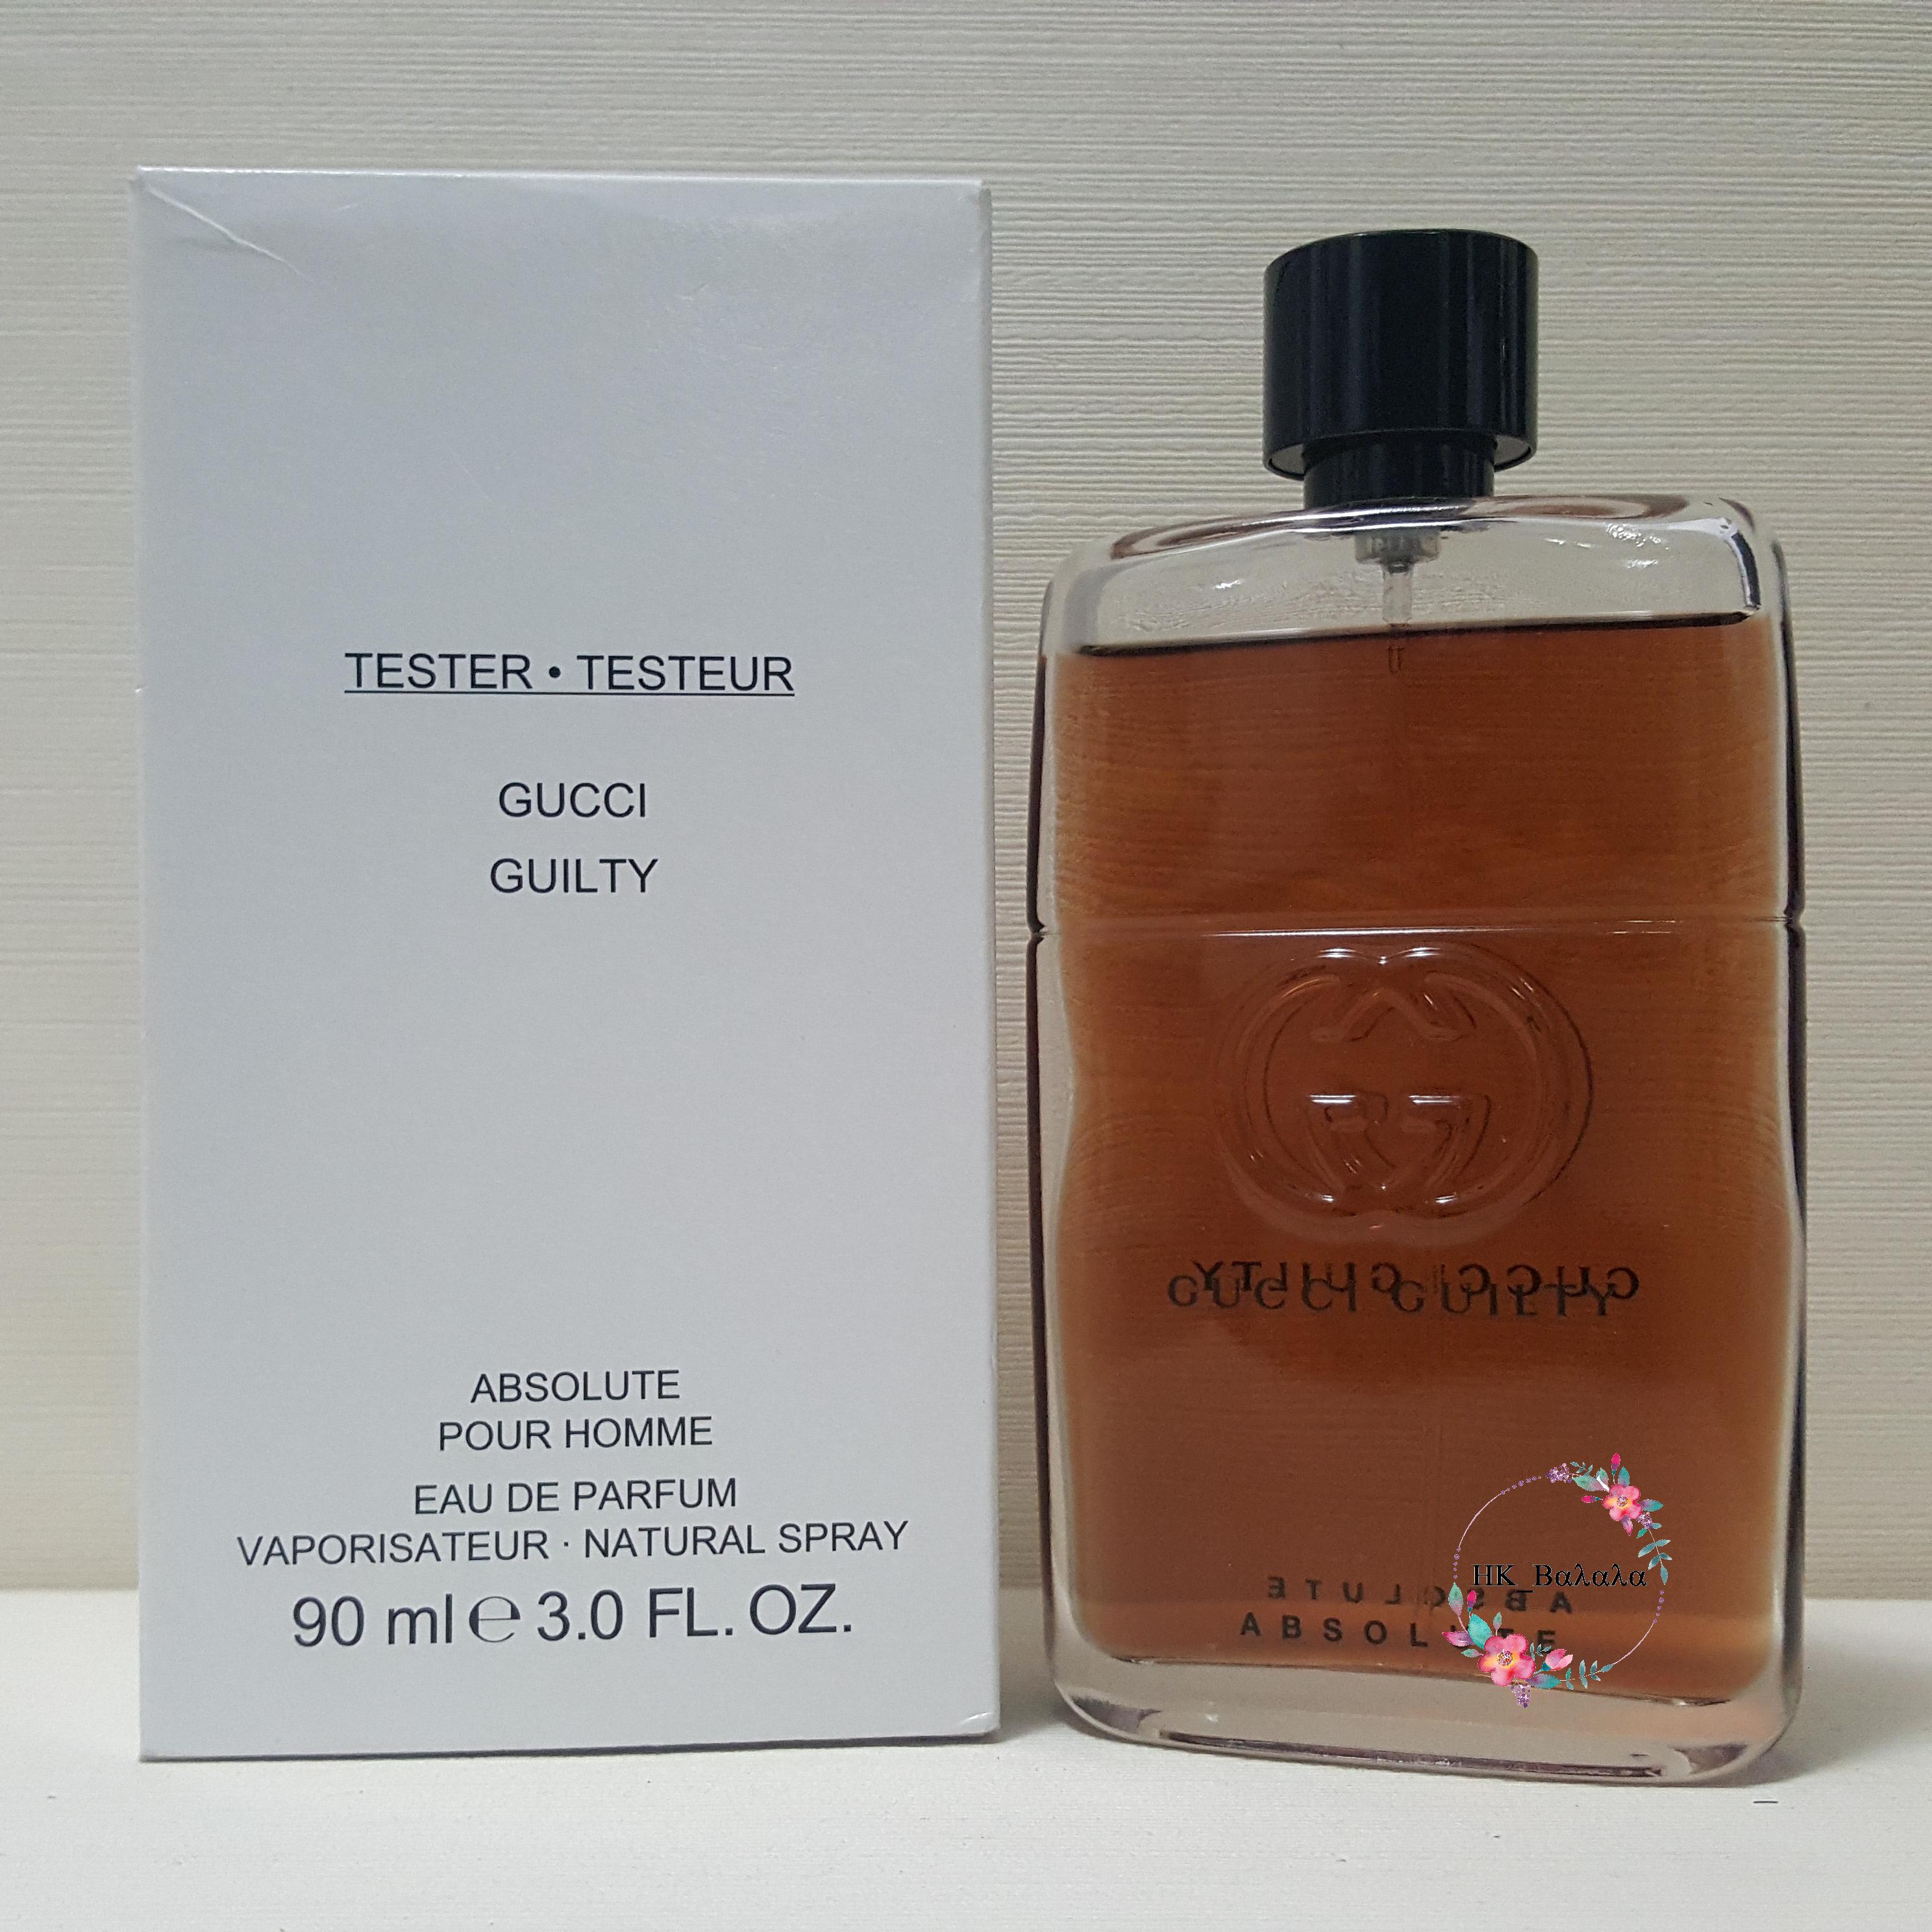 TESTER • TESTEUR
GUCCI
GUILTY
ABSOLUTE
POUR HOMME
EAU DE PARFUM
VAPORISATEUR · NATURAL SPRAY
90 ml ℮ 3.0 FL. OZ.
GUCCI GUILTY
ABSOLUTE
HK_Βαλαλα